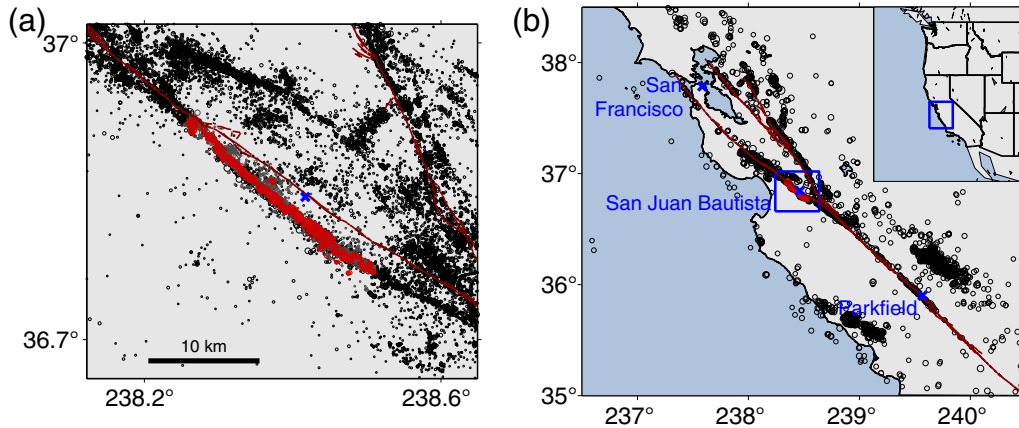 (a)
37°
36.7°
10 km
238.2°
238.6°
(b)
38°
37°
36°
35°
San
Francisco
San Juan Bautista
Parkfield
237°
238°
239°
240°